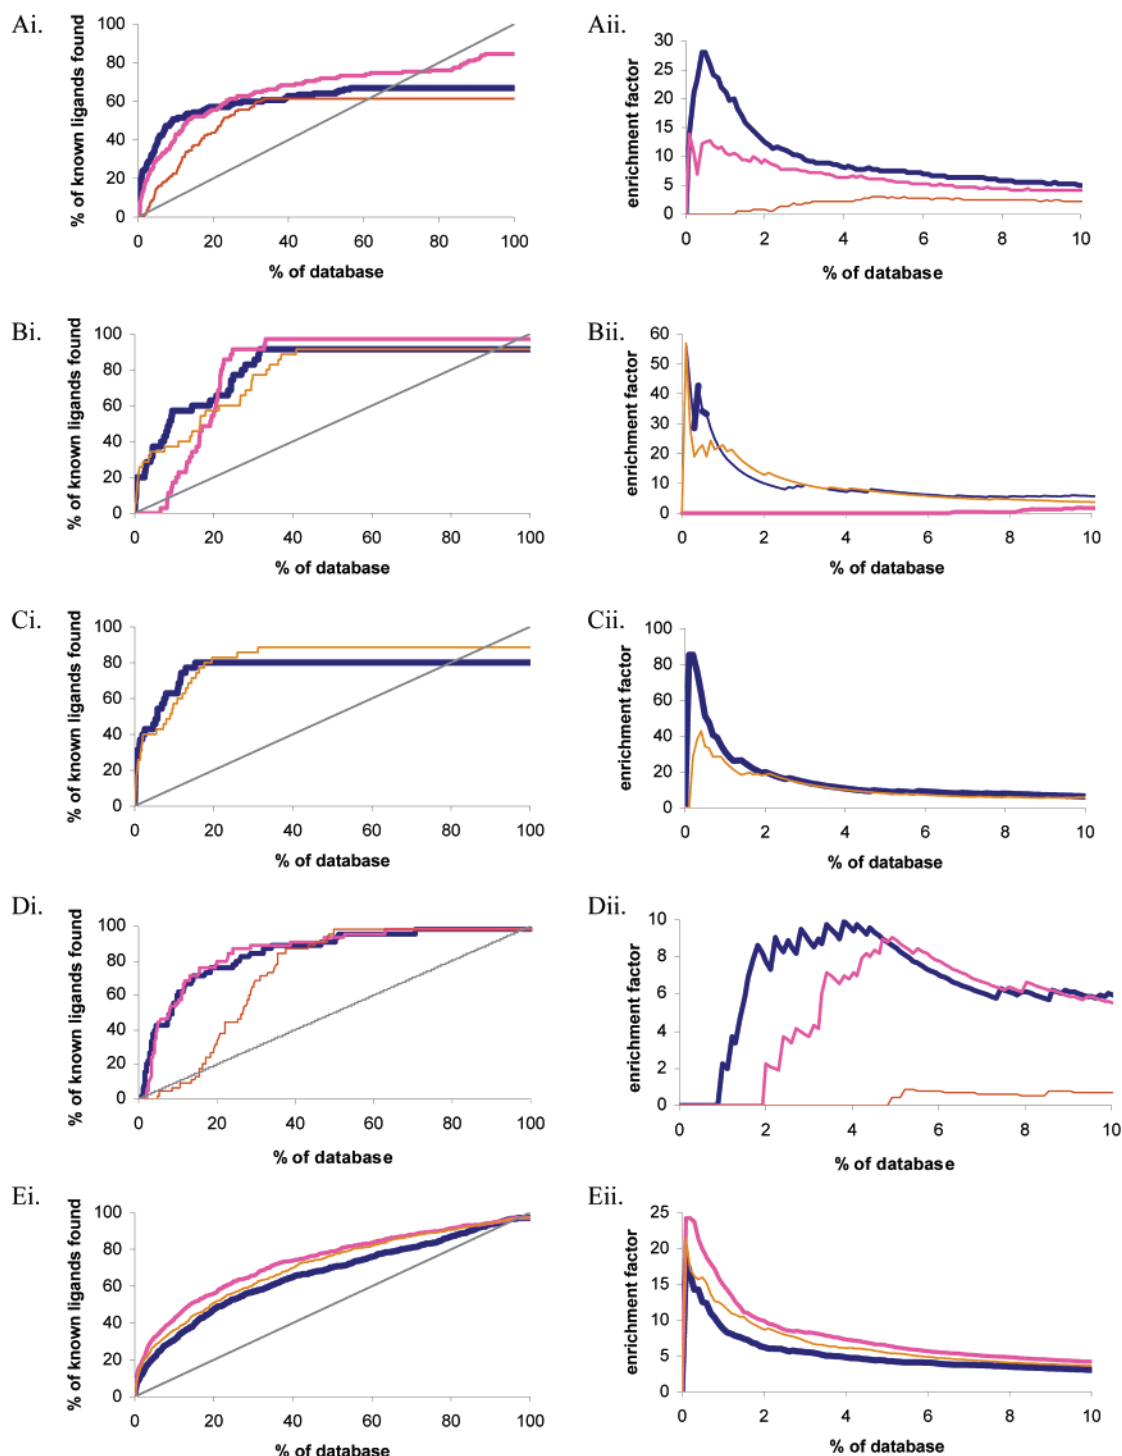 Ai.
% of known ligands found
100
80
60
40
20
0
0 20 40 60 80 100
% of database
Aii.
enrichment factor
30
25
20
15
10
5
0
0 2 4 6 8 10
% of database
Bi.
% of known ligands found
100
80
60
40
20
0
0 20 40 60 80 100
% of database
Bii.
enrichment factor
60
50
40
30
20
10
0
0 2 4 6 8 10
% of database
Ci.
% of known ligands found
100
80
60
40
20
0
0 20 40 60 80 100
% of database
Cii.
enrichment factor
100
80
60
40
20
0
0 2 4 6 8 10
% of database
Di.
% of known ligands found
100
80
60
40
20
0
0 20 40 60 80 100
% of database
Dii.
enrichment factor
10
8
6
4
2
0
0 2 4 6 8 10
% of database
Ei.
% of known ligands found
100
80
60
40
20
0
0 20 40 60 80 100
% of database
Eii.
enrichment factor
25
20
15
10
5
0
0 2 4 6 8 10
% of database